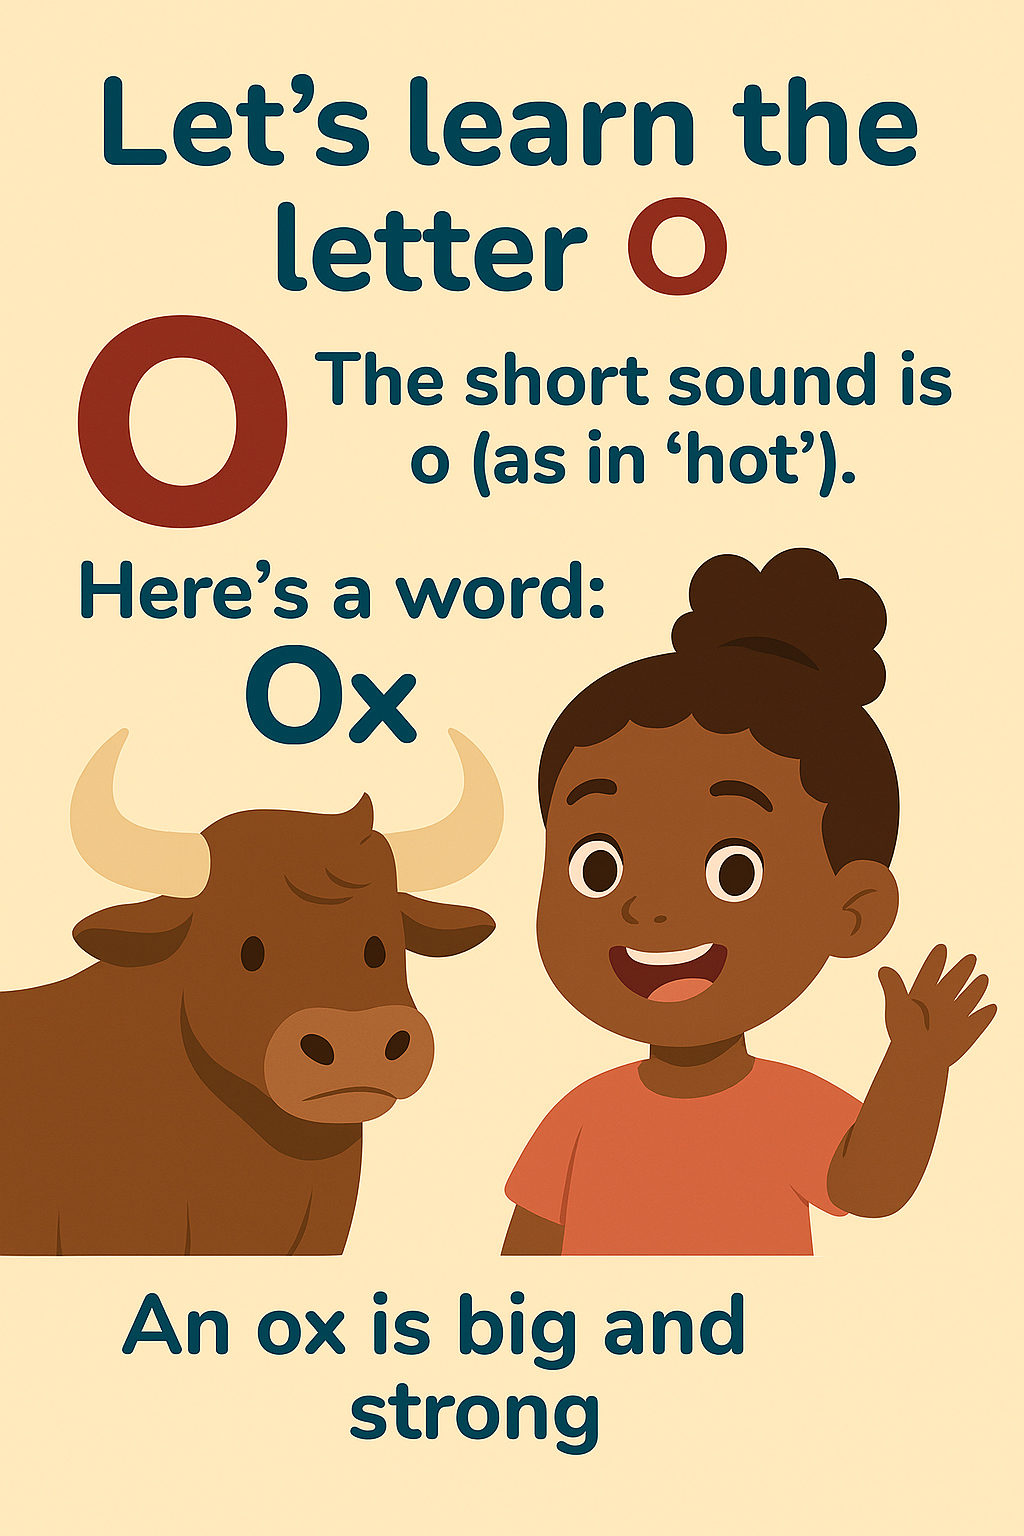 Let’s learn the
letter O
O
The short sound is
o (as in ‘hot’).
Here’s a word:
Ox
An ox is big and
strong